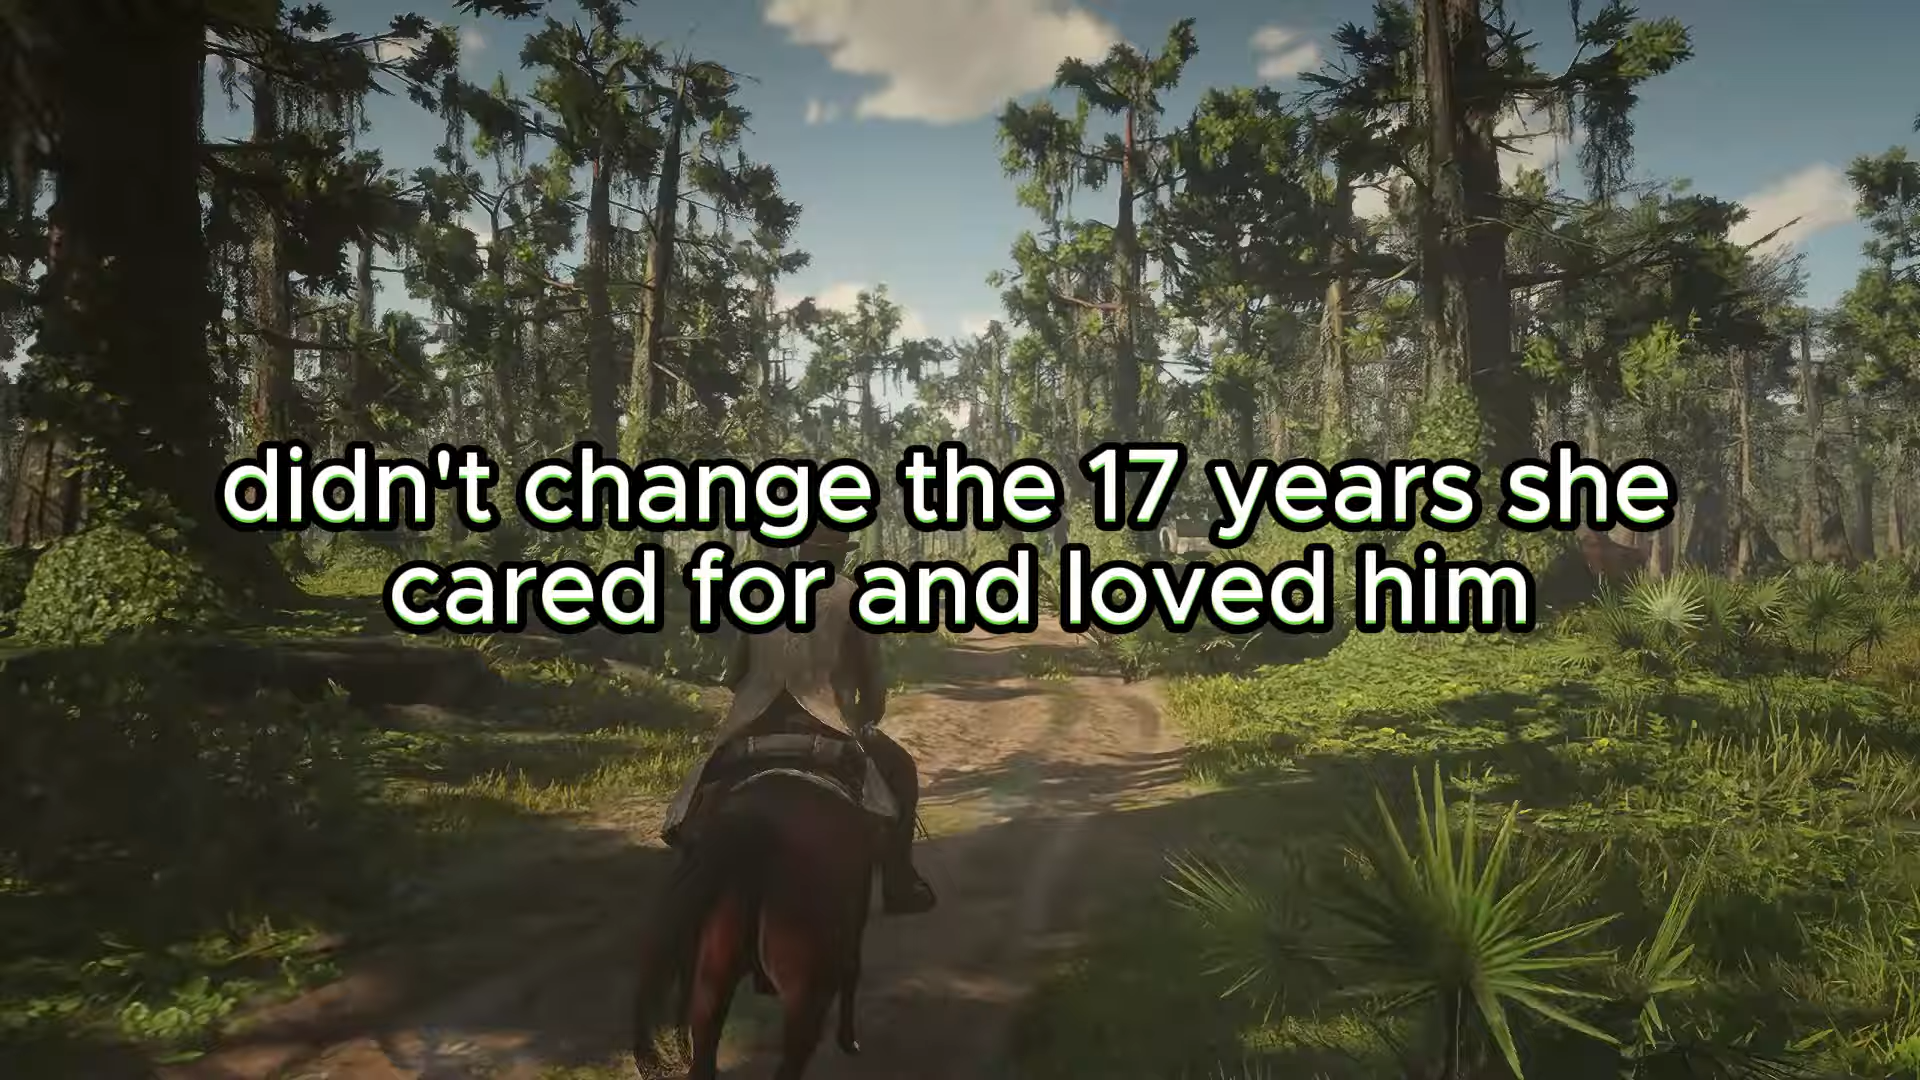 didn't change the 17 years she
cared for and loved him